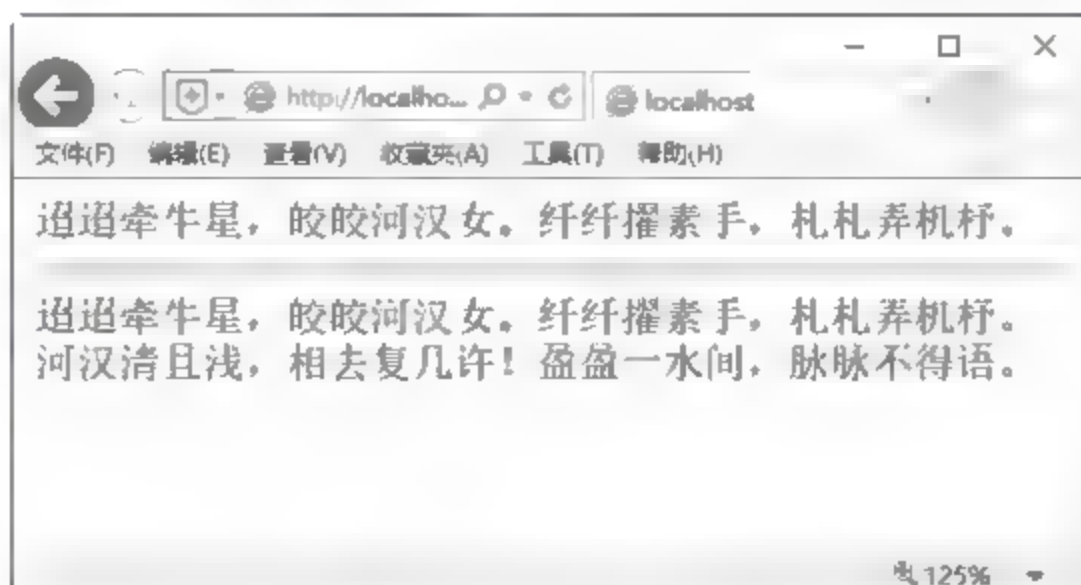 http://localho... localhost
文件(F) 编辑(E) 查看(V) 收藏夹(A) 工具(T) 帮助(H)
迢迢牵牛星，皎皎河汉女。纤纤擢素手，札札弄机杼。
迢迢牵牛星，皎皎河汉女。纤纤擢素手，札札弄机杼。
河汉清且浅，相去复几许！盈盈一水间，脉脉不得语。
125%